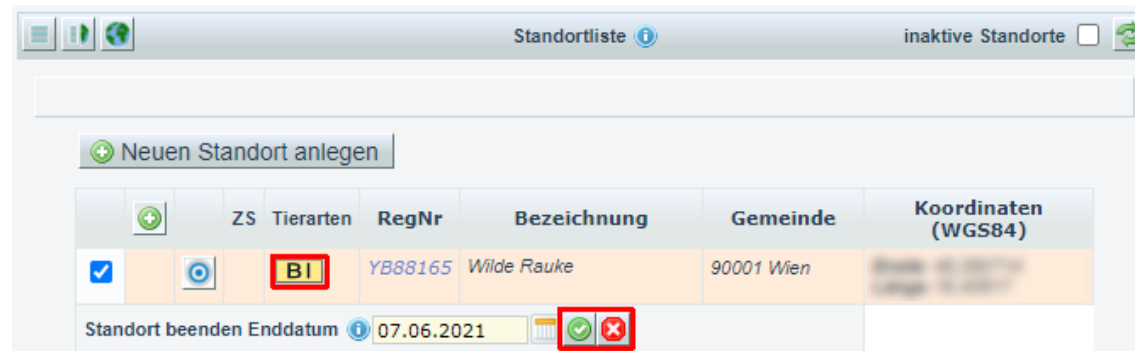 Standortliste inaktive Standorte
Neuen Standort anlegen
ZS Tierarten RegNr Bezeichnung Gemeinde Koordinaten (WGS84)
BI YB88165 Wilde Rauke 90001 Wien
Standort beenden Enddatum 07.06.2021